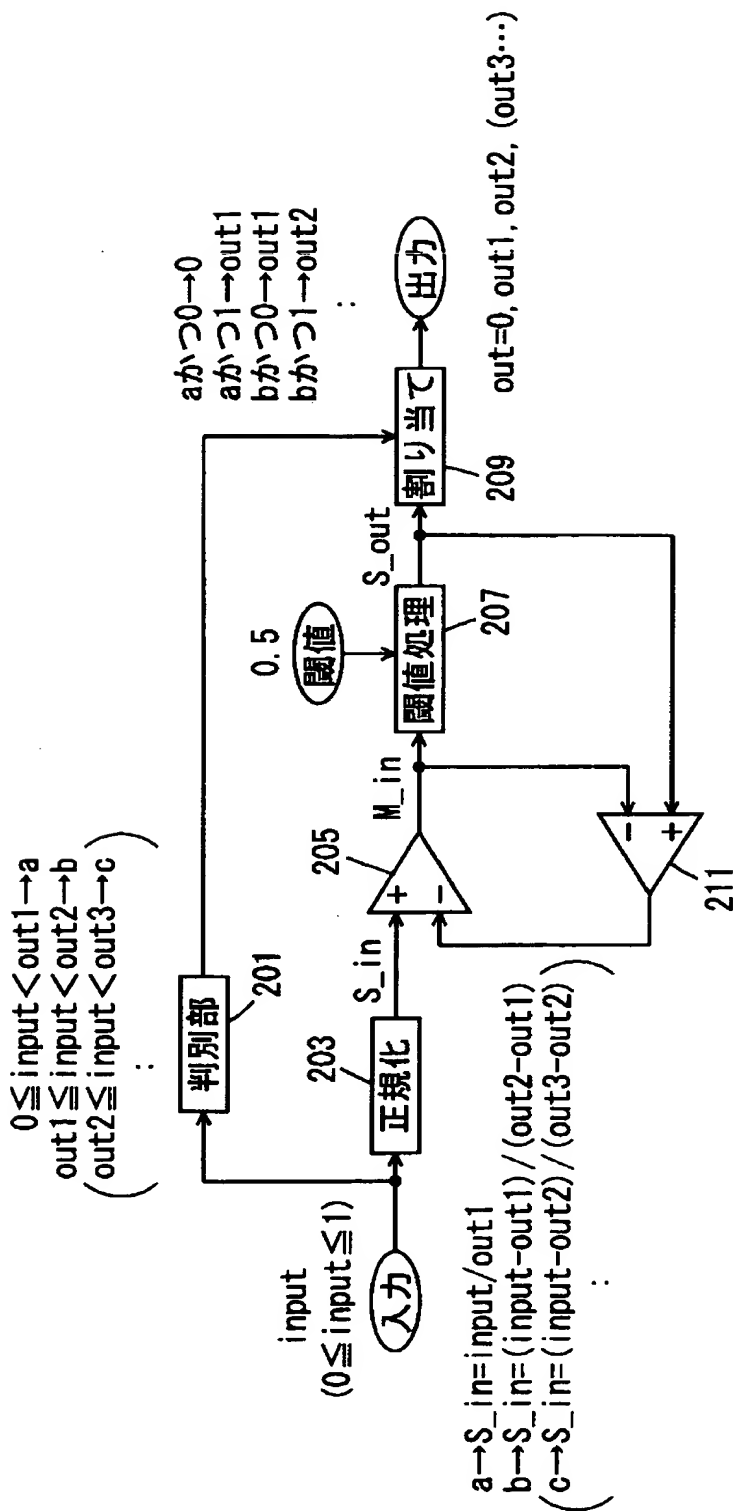 0≦input<out1→a
out1≦input<out2→b
(out2≦input<out3→c)
:
判別部
201
input
(0≦input≦1)
入力
正規化
203
S_in
a→S_in=input/out1
b→S_in=(input-out1)/(out2-out1)
(c→S_in=(input-out2)/(out3-out2))
:
205
+
-
M_in
0.5
閾値
閾値処理
207
S_out
-
+
211
割り当て
209
aかつ0→0
aかつ1→out1
bかつ0→out1
bかつ1→out2
:
出力
out=0, out1, out2, (out3…)